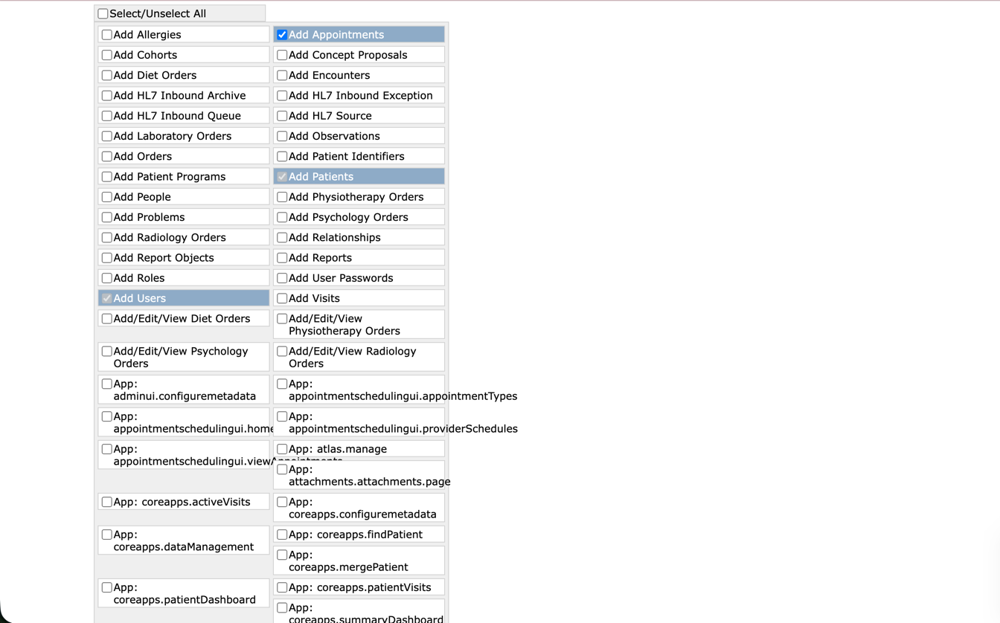 Select/Unselect All
Add Allergies
Add Appointments
Add Cohorts
Add Concept Proposals
Add Diet Orders
Add Encounters
Add HL7 Inbound Archive
Add HL7 Inbound Exception
Add HL7 Inbound Queue
Add HL7 Source
Add Laboratory Orders
Add Observations
Add Orders
Add Patient Identifiers
Add Patient Programs
Add Patients
Add People
Add Physiotherapy Orders
Add Problems
Add Psychology Orders
Add Radiology Orders
Add Relationships
Add Report Objects
Add Reports
Add Roles
Add User Passwords
Add Users
Add Visits
Add/Edit/View Diet Orders
Add/Edit/View
Physiotherapy Orders
Add/Edit/View Psychology
Orders
Add/Edit/View Radiology
Orders
App:
adminui.configuremetadata
App:
appointmentschedulingui.appointmentTypes
App:
appointmentschedulingui.home
App:
appointmentschedulingui.providerSchedules
App:
appointmentschedulingui.viewAppointments
App: atlas.manage
App:
attachments.attachments.page
App: coreapps.activeVisits
App:
coreapps.configuremetadata
App:
coreapps.dataManagement
App: coreapps.findPatient
App:
coreapps.mergePatient
App:
coreapps.patientDashboard
App: coreapps.patientVisits
App:
coreapps.summaryDashboard